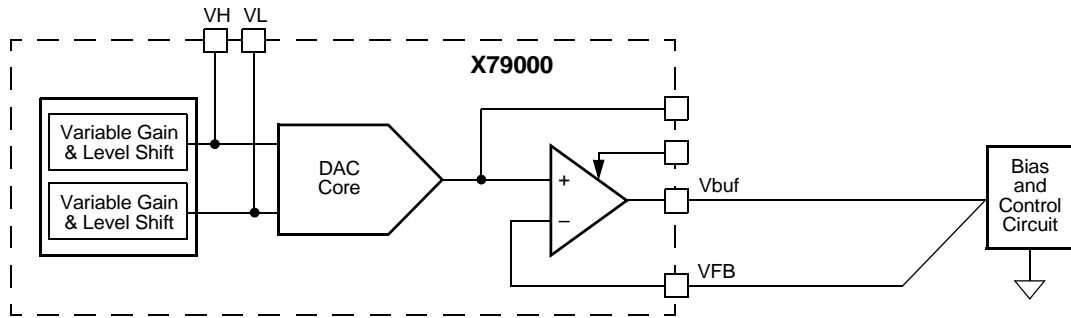 VH VL
X79000
Variable Gain
& Level Shift
Variable Gain
& Level Shift
DAC
Core
+
–
Vbuf
VFB
Bias
and
Control
Circuit